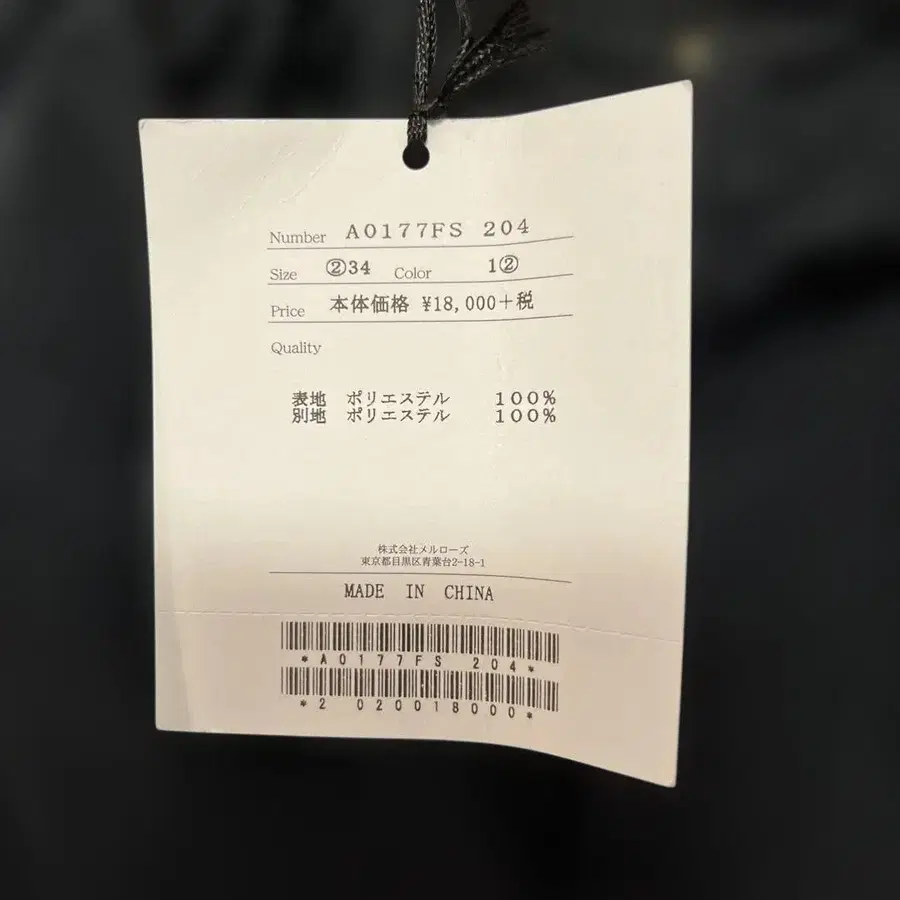 Number A0177FS 204
Size ②34 Color 1②
Price 本体価格 ¥18,000+税
Quality
表地 ポリエステル 100%
別地 ポリエステル 100%
株式会社メルローズ
東京都目黒区青葉台2-18-1
MADE IN CHINA
*A0177FS 204*
*2 020018000*